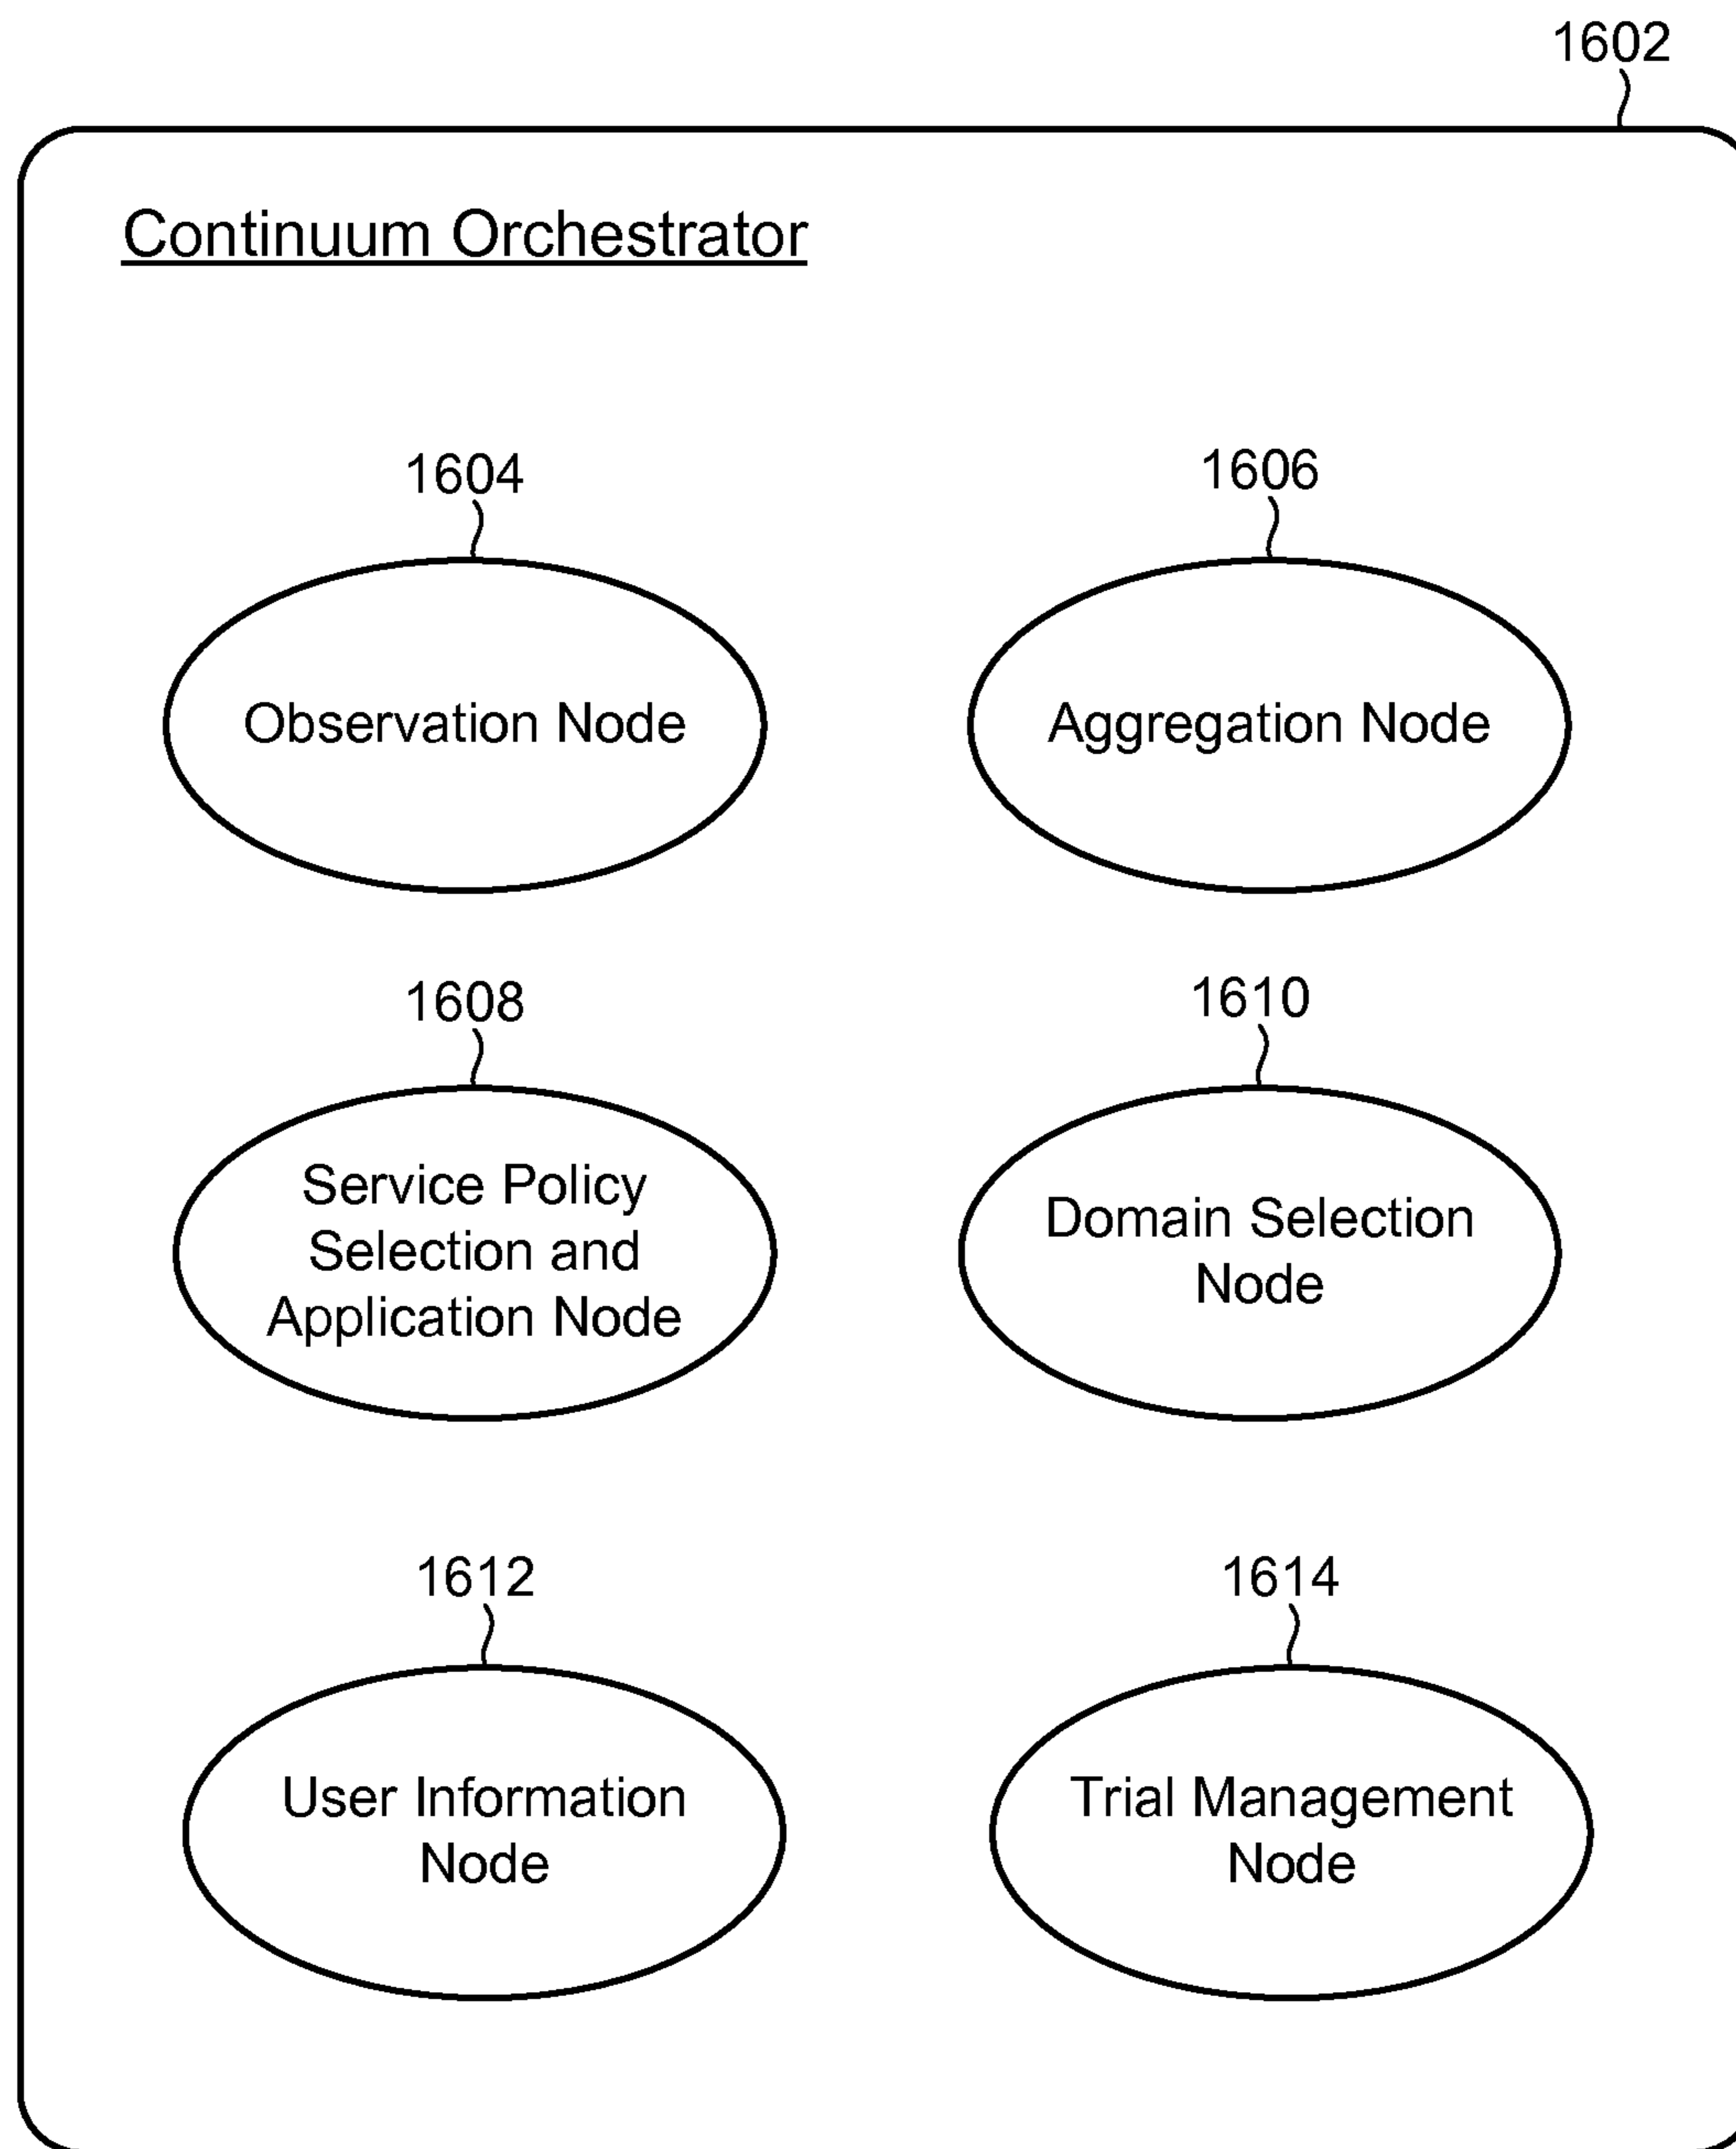 1602
Continuum Orchestrator
1604
1606
Observation Node
Aggregation Node
1608
1610
Service Policy
Selection and
Application Node
Domain Selection
Node
1612
1614
User Information
Node
Trial Management
Node